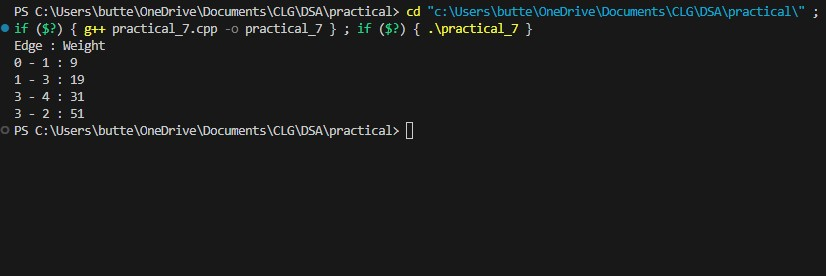 PS C:\Users\butte\OneDrive\Documents\CLG\DSA\practical> cd "c:\Users\butte\OneDrive\Documents\CLG\DSA\practical\" ;
if ($?) { g++ practical_7.cpp -o practical_7 } ; if ($?) { .\practical_7 }
Edge : Weight
0 - 1 : 9
1 - 3 : 19
3 - 4 : 31
3 - 2 : 51
PS C:\Users\butte\OneDrive\Documents\CLG\DSA\practical>